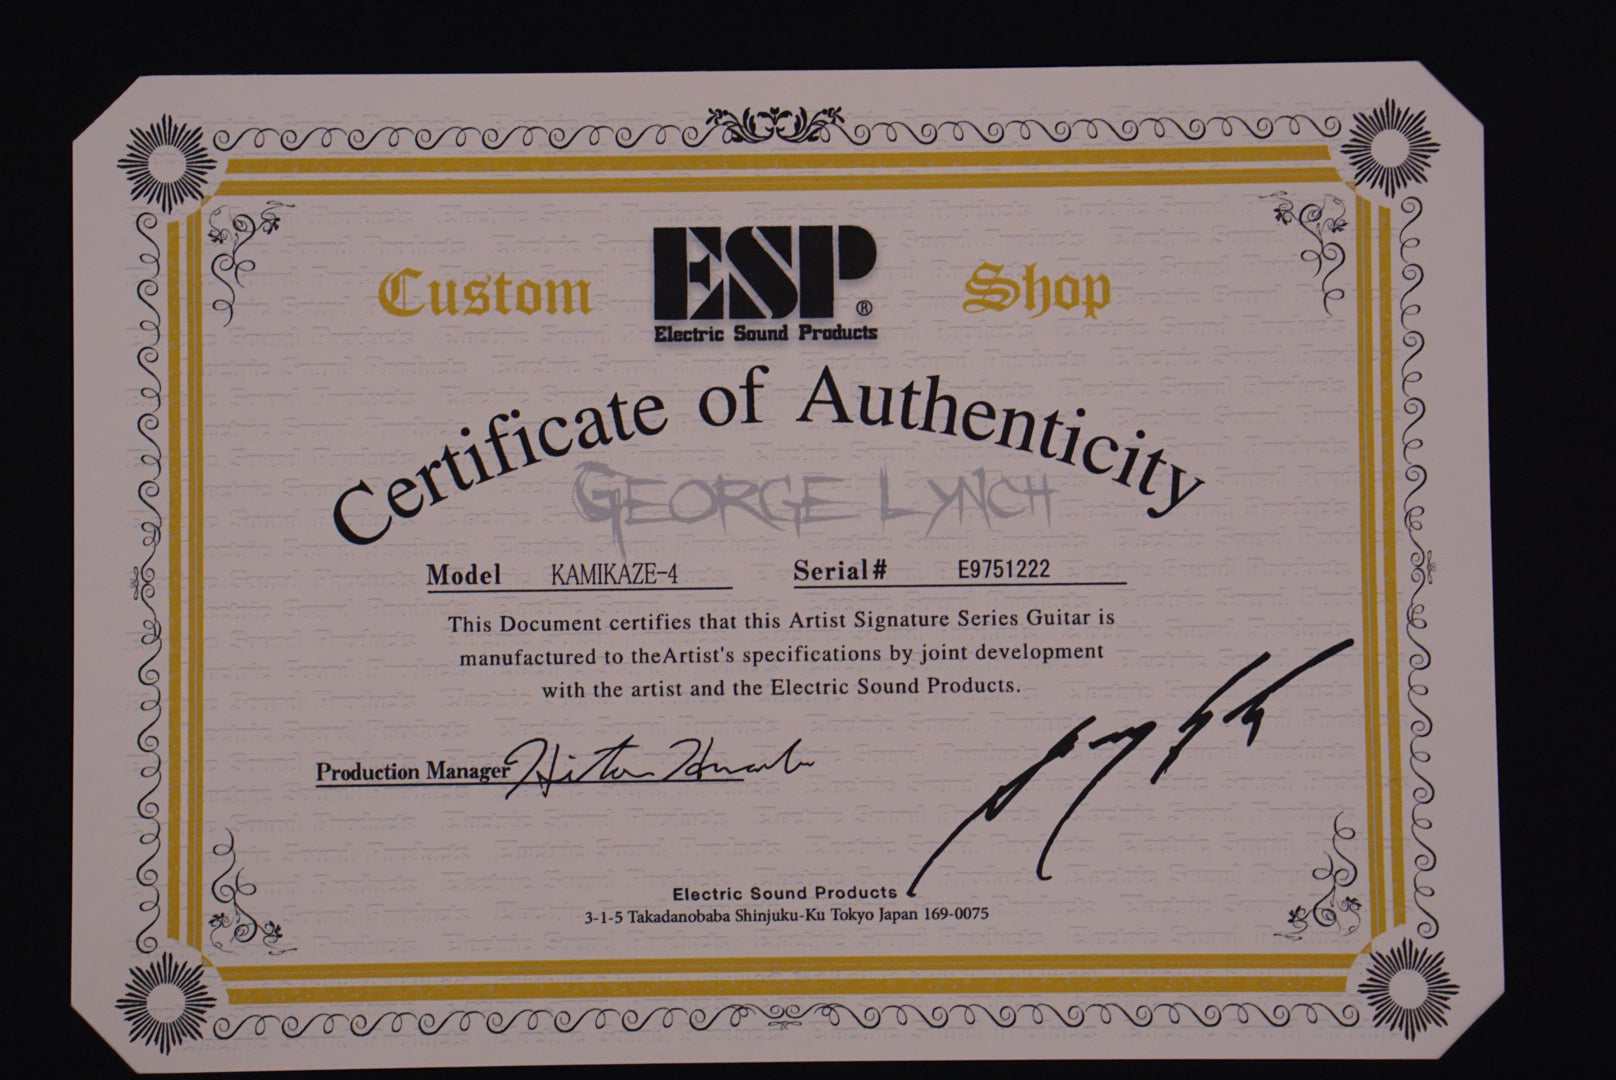 Custom ESP® Shop
Electric Sound Products
Certificate of Authenticity
GEORGE LYNCH
Model KAMIKAZE-4 Serial# E9751222
This Document certifies that this Artist Signature Series Guitar is
manufactured to theArtist's specifications by joint development
with the artist and the Electric Sound Products.
Production Manager
Electric Sound Products
3-1-5 Takadanobaba Shinjuku-Ku Tokyo Japan 169-0075